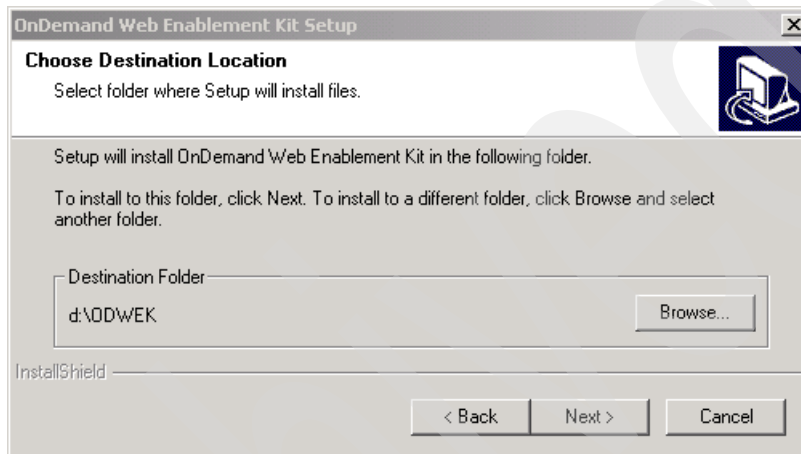 OnDemand Web Enablement Kit Setup
Choose Destination Location
Select folder where Setup will install files.
Setup will install OnDemand Web Enablement Kit in the following folder.
To install to this folder, click Next. To install to a different folder, click Browse and select
another folder.
Destination Folder
d:\ODWEK
Browse...
InstallShield
< Back
Next >
Cancel